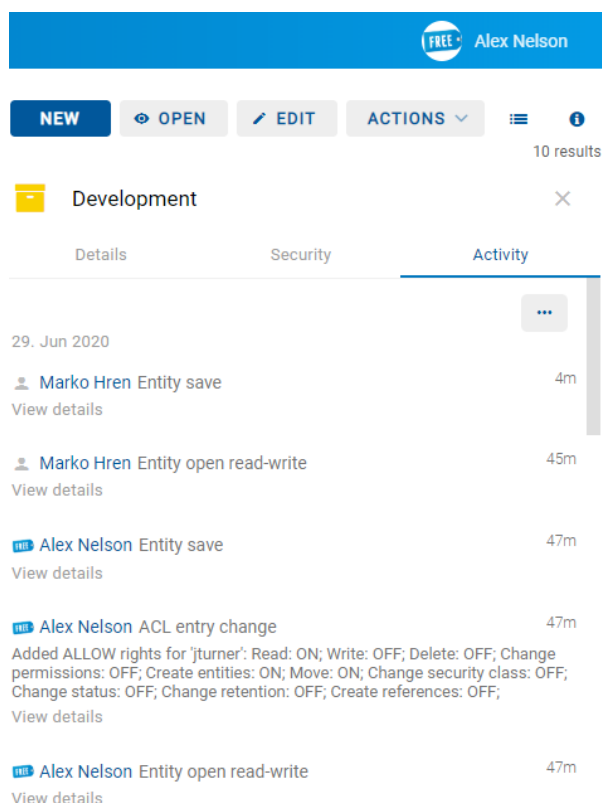 FREE Alex Nelson
NEW OPEN EDIT ACTIONS
10 results
Development
Details Security Activity
29. Jun 2020
Marko Hren Entity save 4m
View details
Marko Hren Entity open read-write 45m
View details
FREE Alex Nelson Entity save 47m
View details
FREE Alex Nelson ACL entry change 47m
Added ALLOW rights for 'jturner': Read: ON; Write: OFF; Delete: OFF; Change
permissions: OFF; Create entities: ON; Move: ON; Change security class: OFF;
Change status: OFF; Change retention: OFF; Create references: OFF;
View details
FREE Alex Nelson Entity open read-write 47m
View details